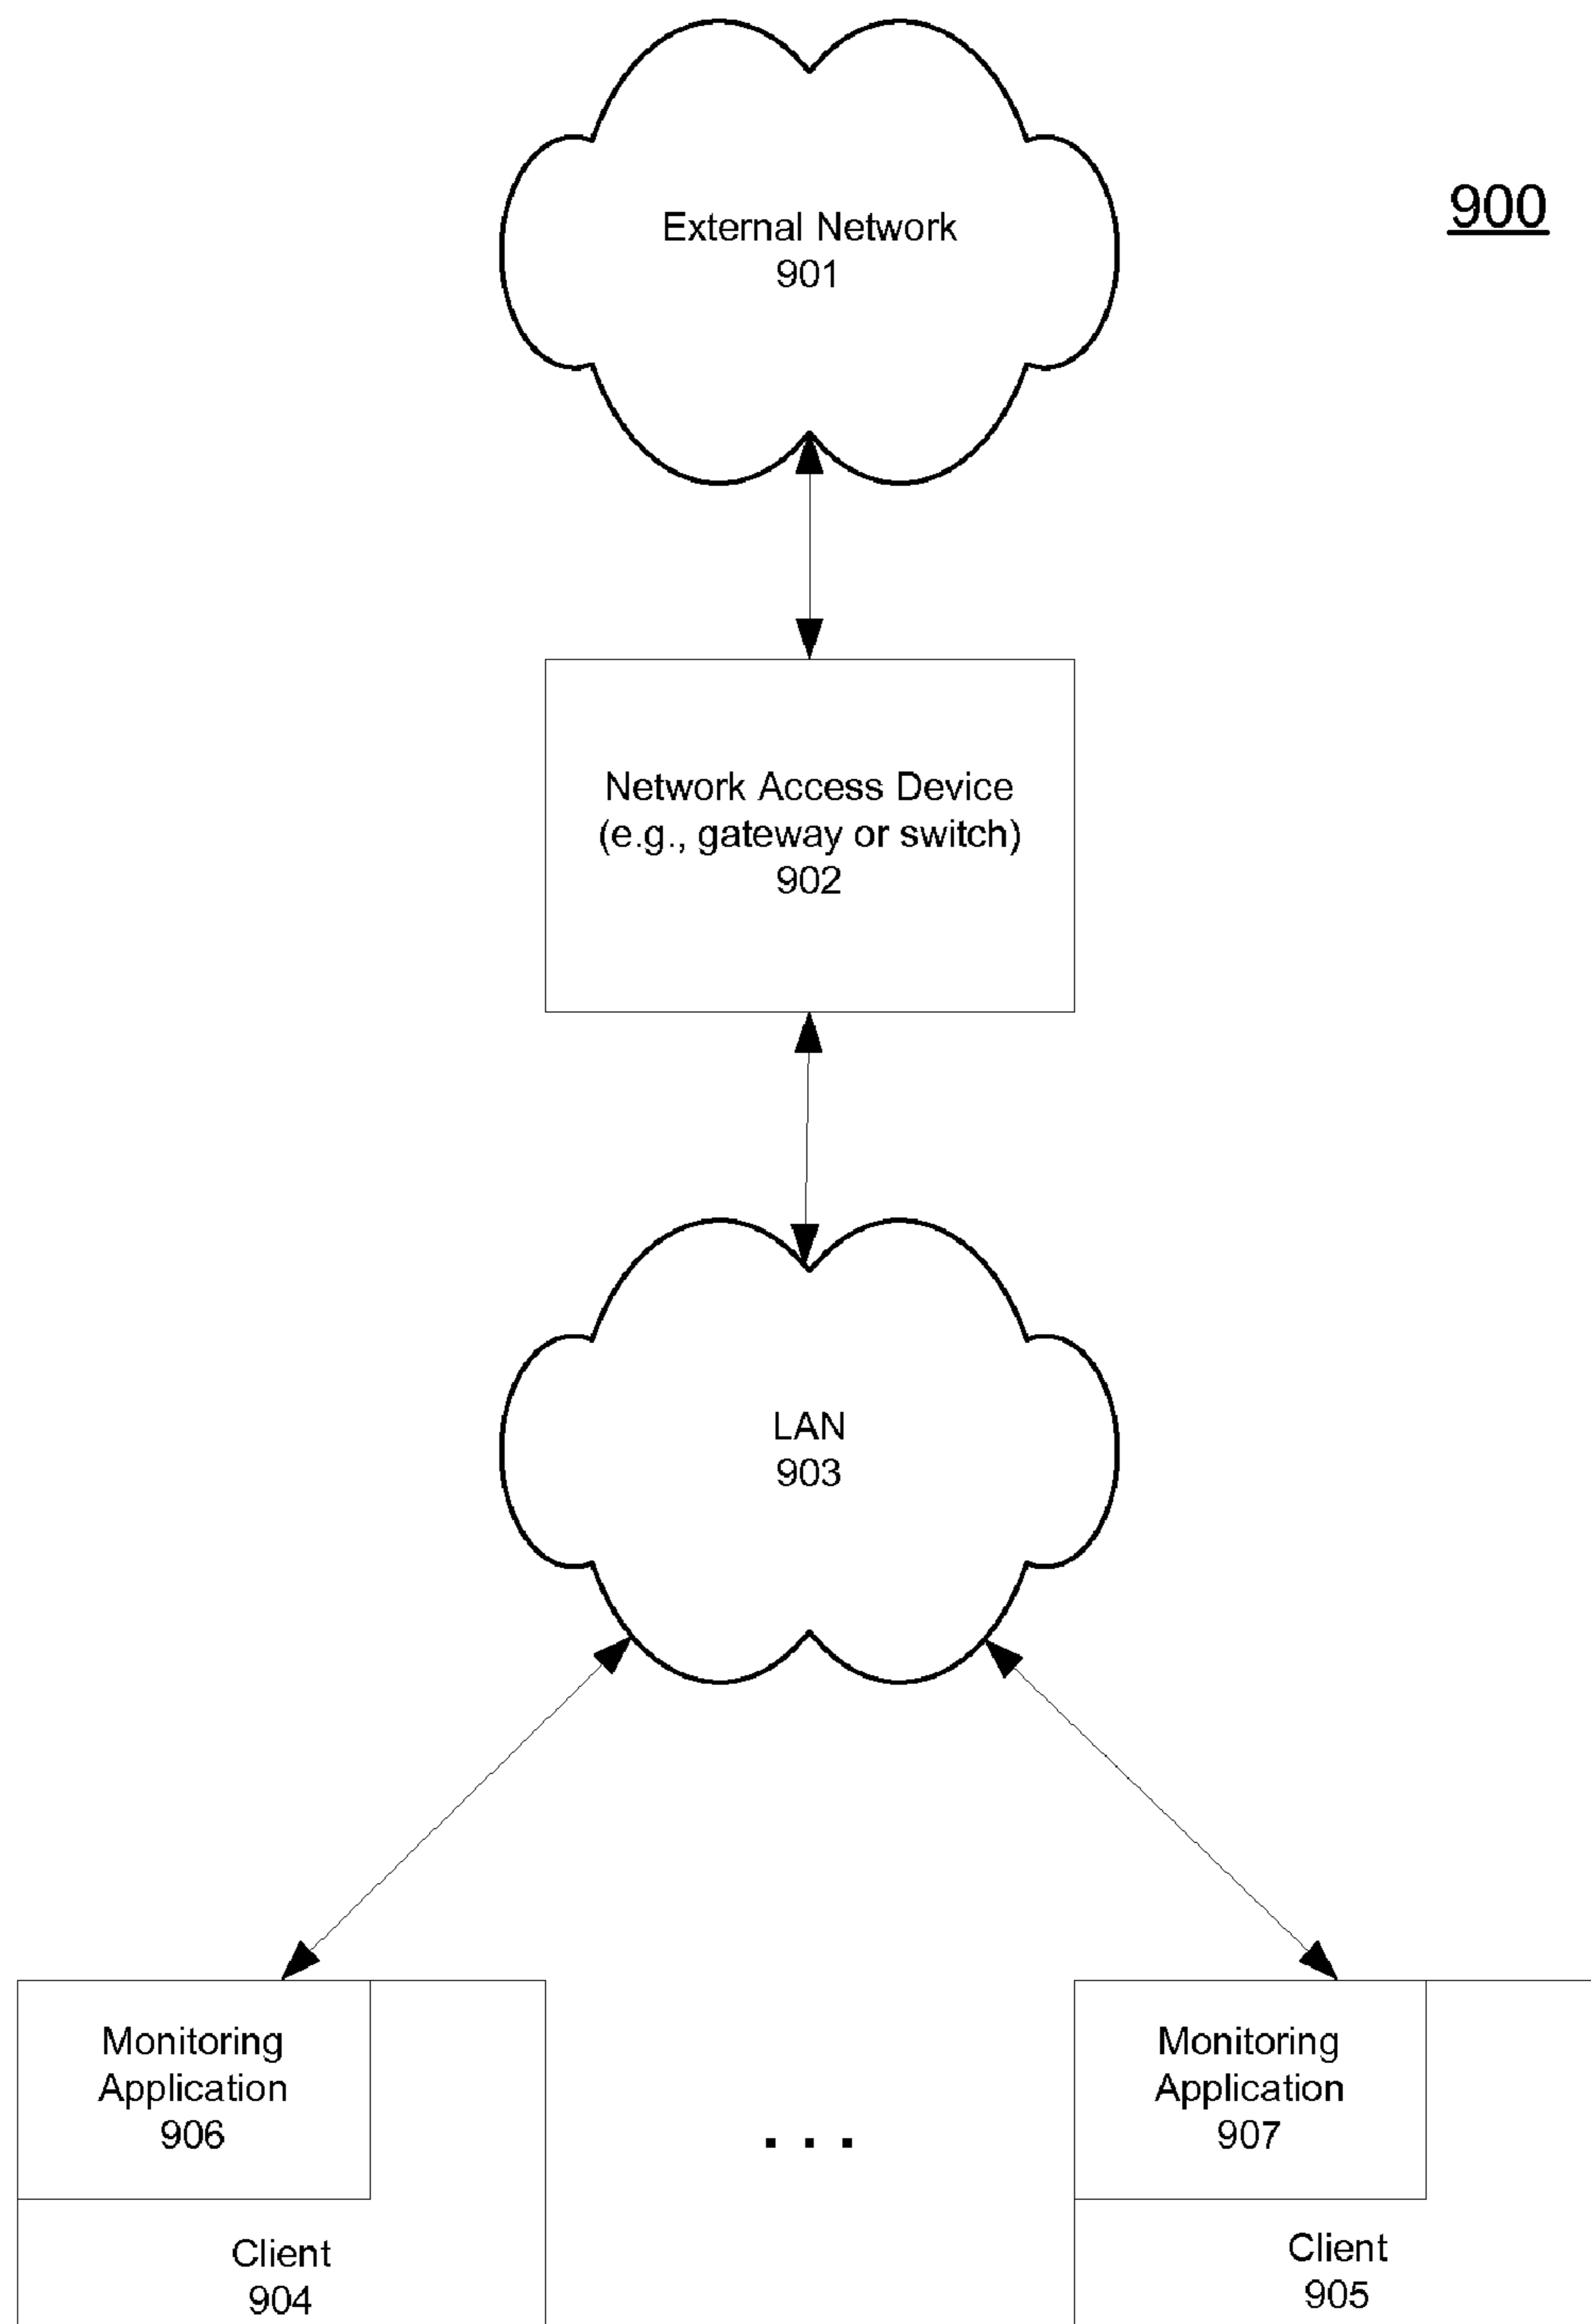 External Network
901
900
Network Access Device
(e.g., gateway or switch)
902
LAN
903
Monitoring
Application
906
Client
904
. . .
Monitoring
Application
907
Client
905